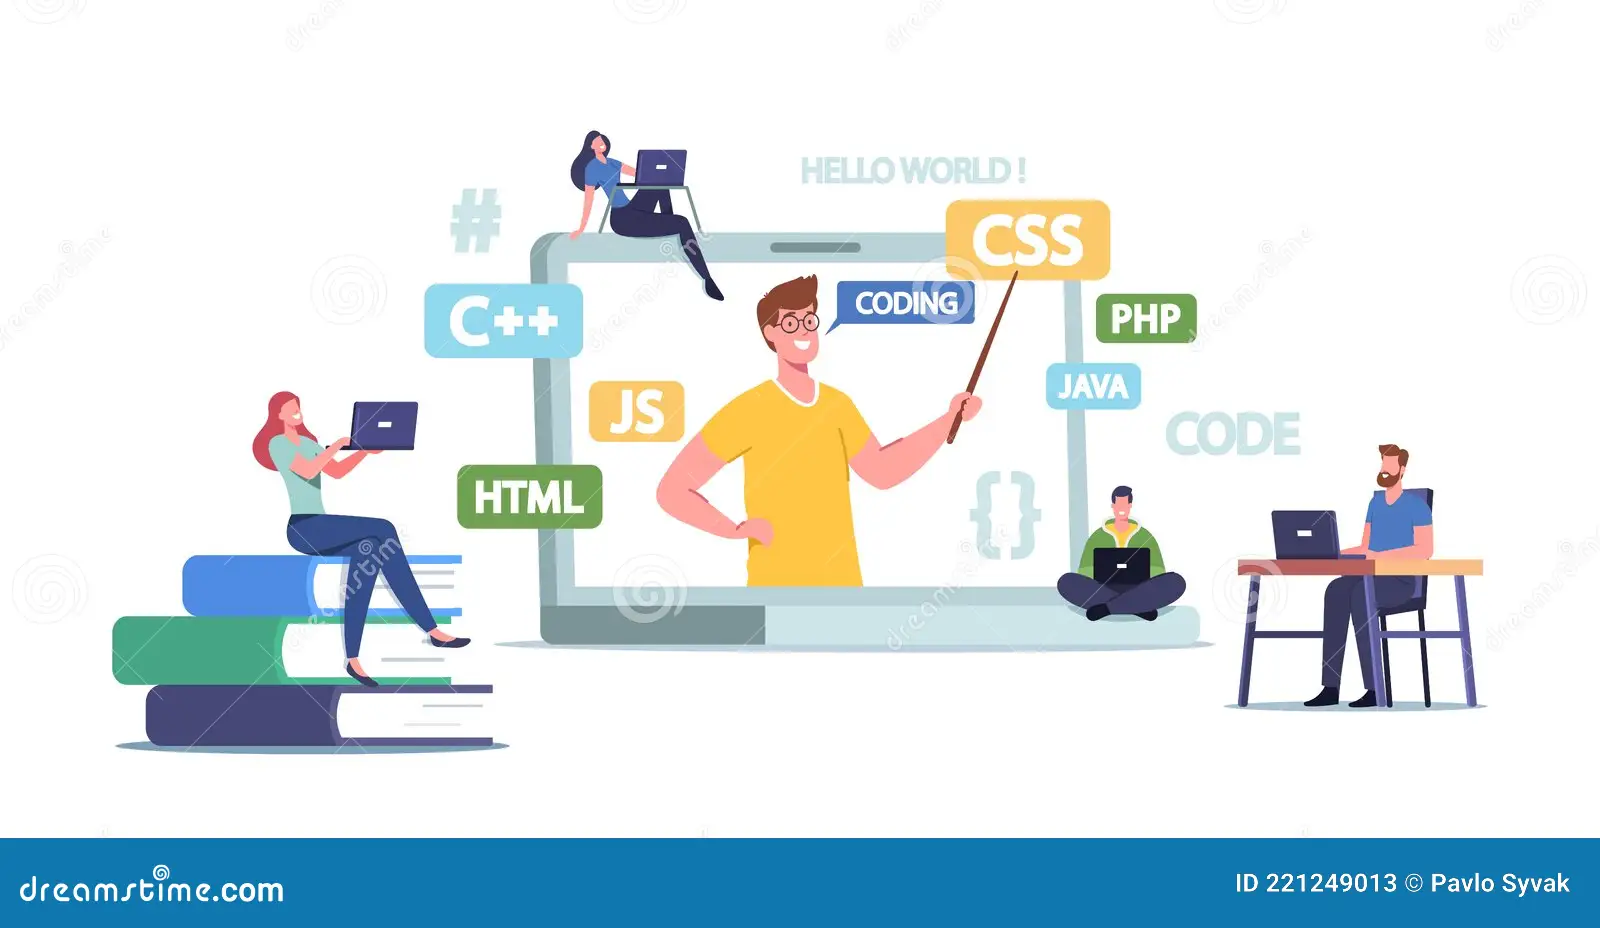 HELLO WORLD !
#
CSS
C++
CODING
PHP
JS
JAVA
CODE
HTML
{}
dreamstime.com
ID 221249013 © Pavlo Syvak